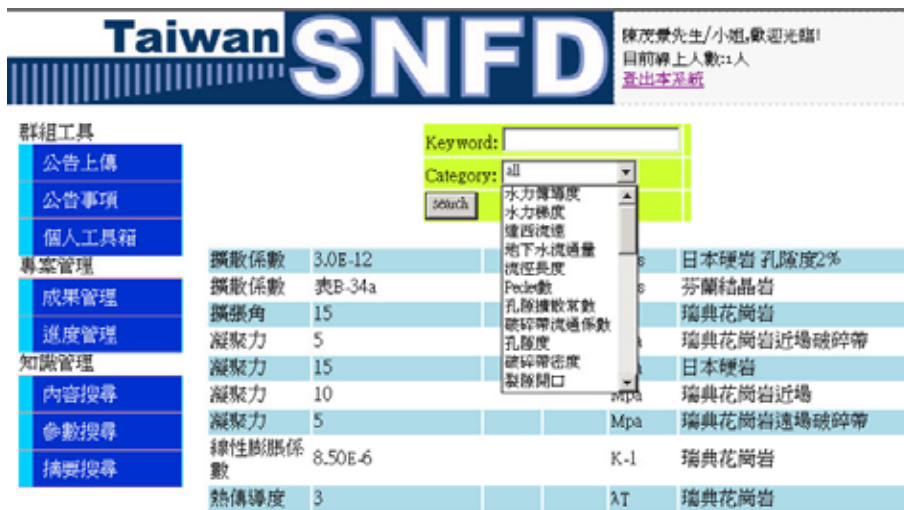 Taiwan SNFD
陳茂景先生/小姐,歡迎光臨!
目前線上人數:1人
登出本系統
群組工具
公告上傳
公告事項
個人工具箱
專案管理
成果管理
進度管理
知識管理
內容搜尋
參數搜尋
摘要搜尋
Keyword:
Category: all
search
水力傳導度
水力梯度
達西流速
地下水流通量
流徑長度
Peclet數
孔隙擴散常數
破碎帶流通係數
孔隙度
破碎帶密度
裂隙開口
擴散係數 3.0E-12 s 日本硬岩 孔隙度2%
擴散係數 表B-34a s 芬蘭結晶岩
擴張角 15 瑞典花崗岩
凝聚力 5 瑞典花崗岩近場破碎帶
凝聚力 15 日本硬岩
凝聚力 10 Mpa 瑞典花崗岩近場
凝聚力 5 Mpa 瑞典花崗岩遠場破碎帶
線性膨脹係數 8.50E-6 K-1 瑞典花崗岩
熱傳導度 3 λT 瑞典花崗岩